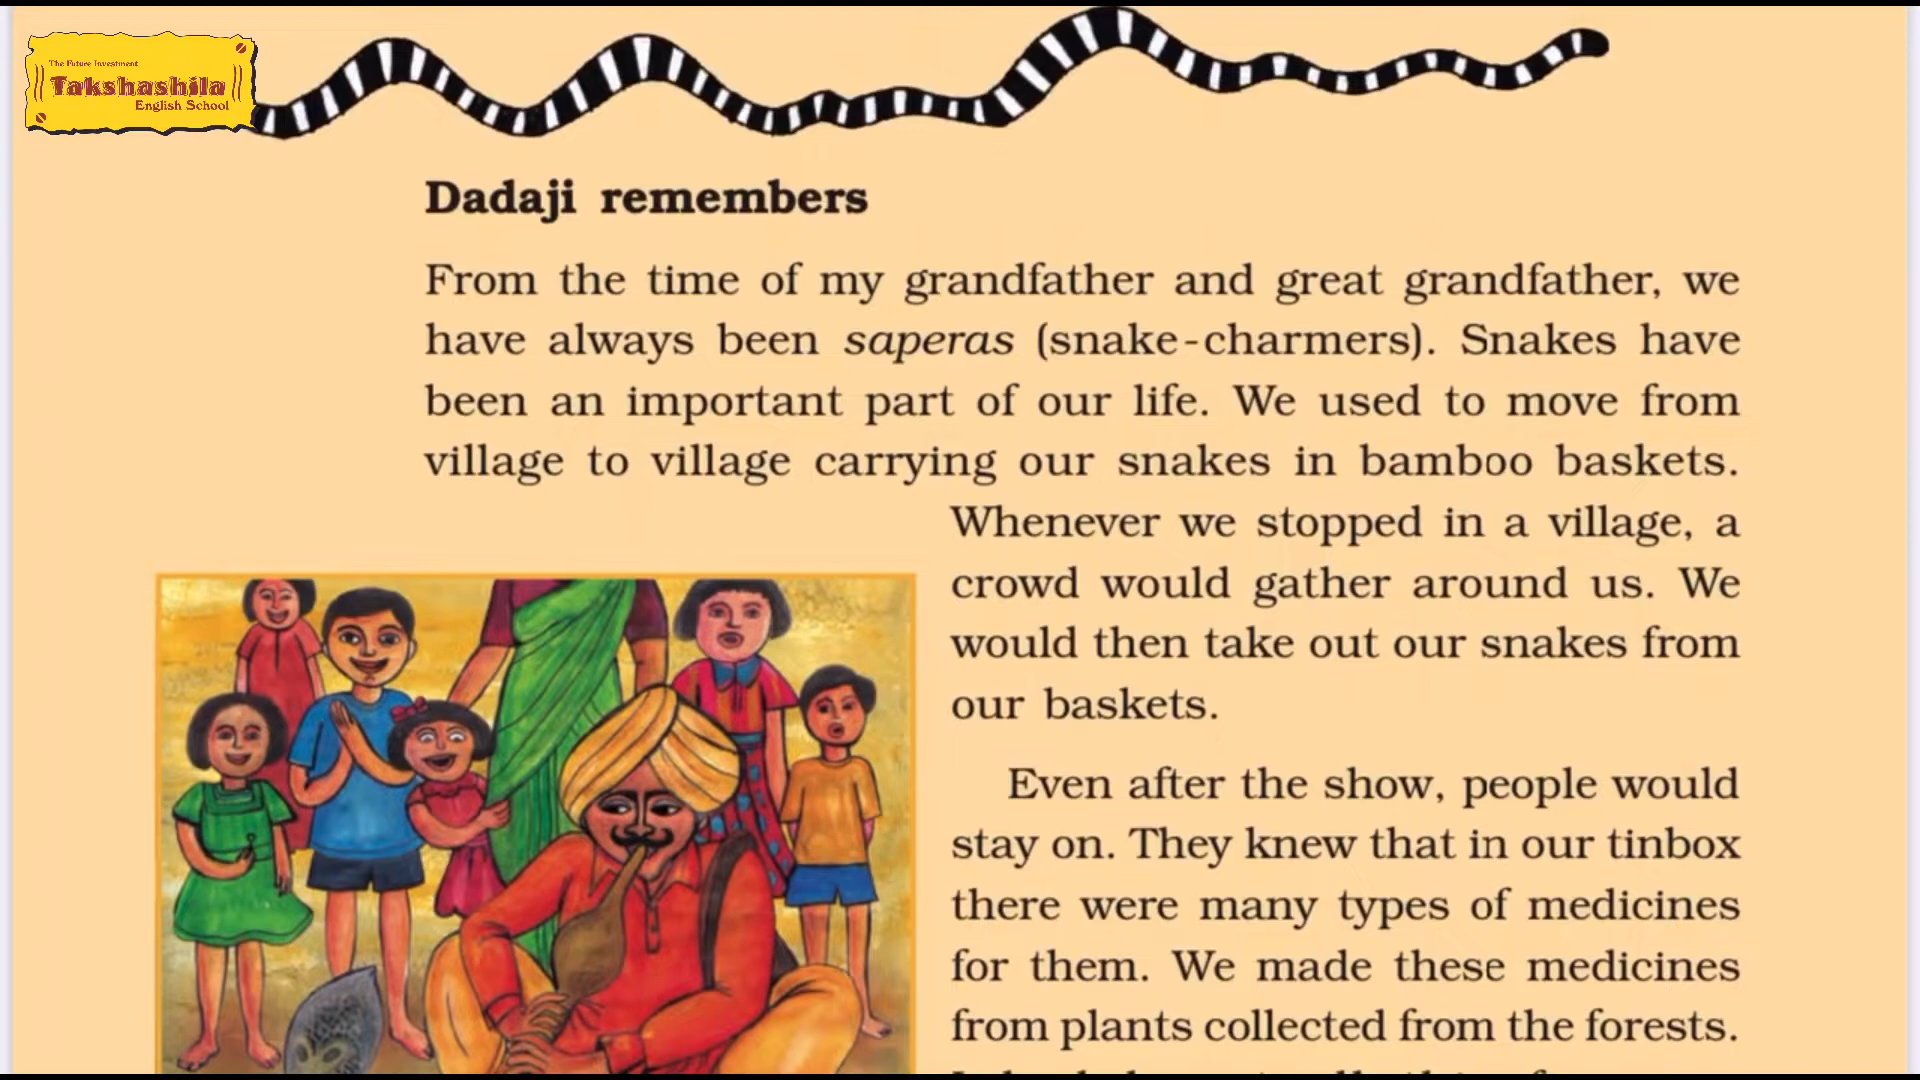 The Future Investment
Takshashila
English School
Dadaji remembers
From the time of my grandfather and great grandfather, we
have always been saperas (snake-charmers). Snakes have
been an important part of our life. We used to move from
village to village carrying our snakes in bamboo baskets.
Whenever we stopped in a village, a
crowd would gather around us. We
would then take out our snakes from
our baskets.
Even after the show, people would
stay on. They knew that in our tinbox
there were many types of medicines
for them. We made these medicines
from plants collected from the forests.